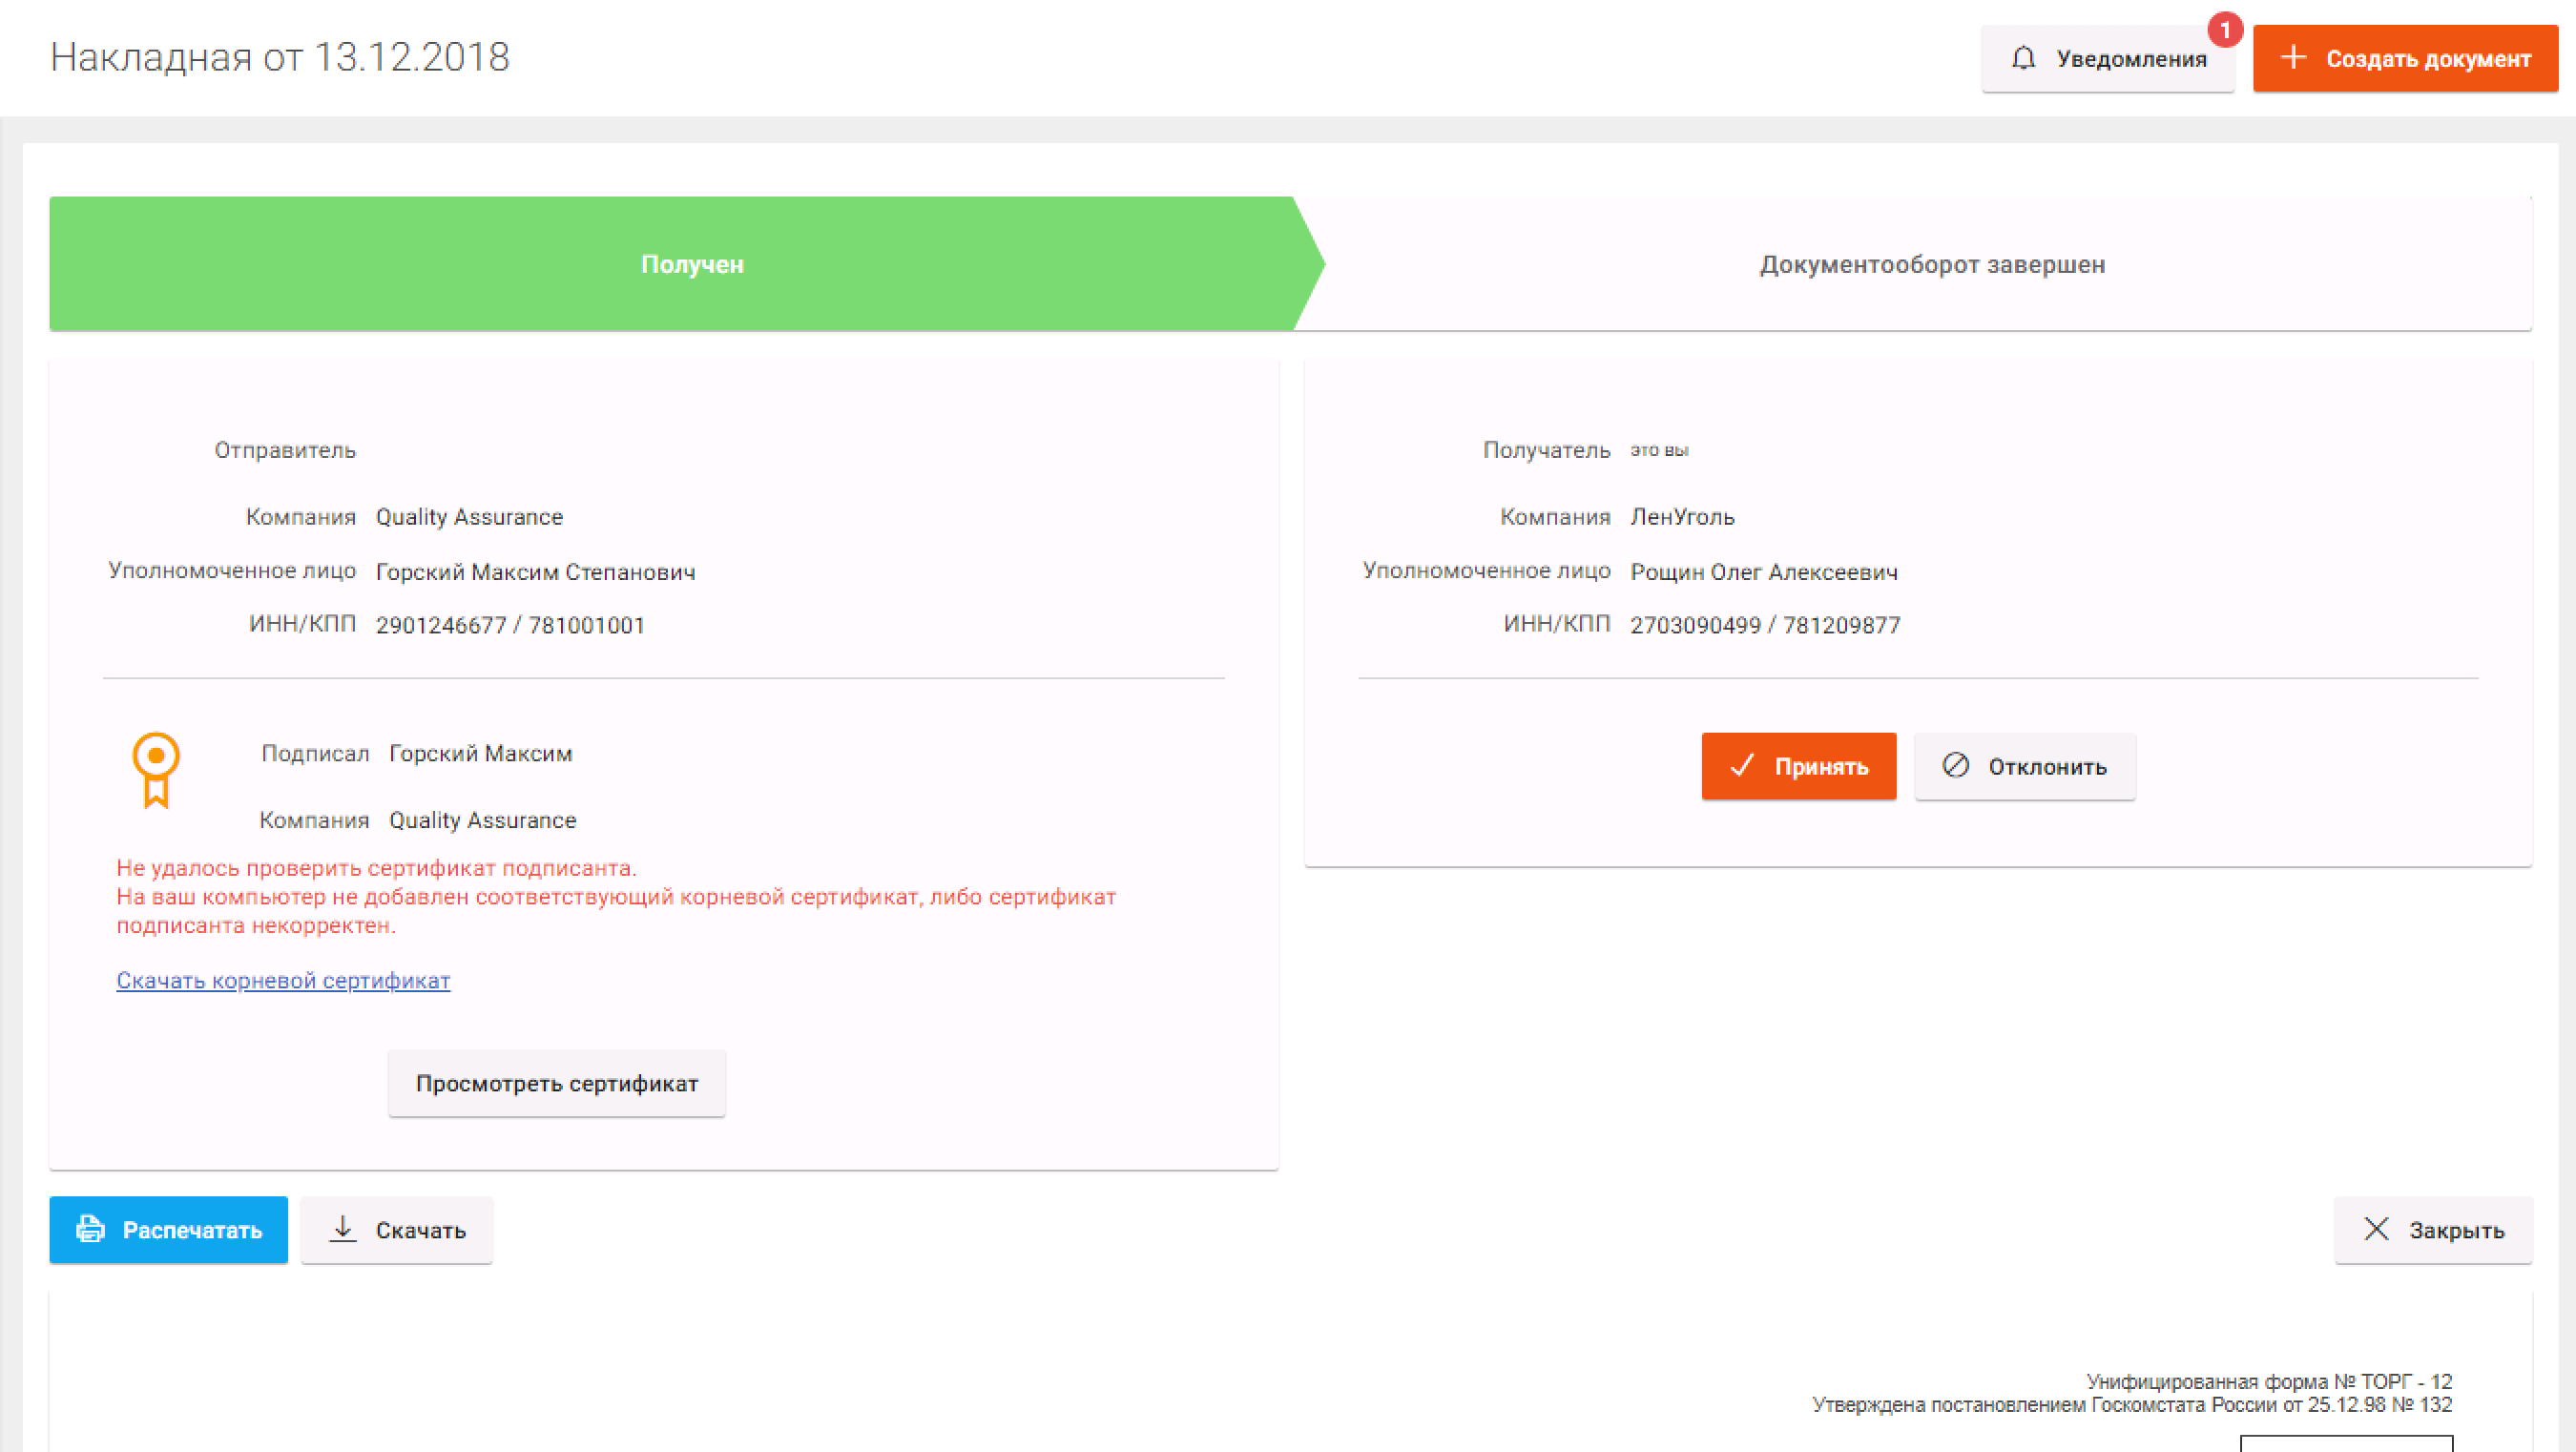 Накладная от 13.12.2018
Уведомления
1
Создать документ
Получен
Документооборот завершен
Отправитель
Компания Quality Assurance
Уполномоченное лицо Горский Максим Степанович
ИНН/КПП 2901246677 / 781001001
Подписал Горский Максим
Компания Quality Assurance
Не удалось проверить сертификат подписанта.
На ваш компьютер не добавлен соответствующий корневой сертификат, либо сертификат
подписанта некорректен.
Скачать корневой сертификат
Просмотреть сертификат
Получатель это вы
Компания ЛенУголь
Уполномоченное лицо Рощин Олег Алексеевич
ИНН/КПП 2703090499 / 781209877
Принять
Отклонить
Распечатать
Скачать
Закрыть
Унифицированная форма № ТОРГ - 12
Утверждена постановлением Госкомстата России от 25.12.98 № 132